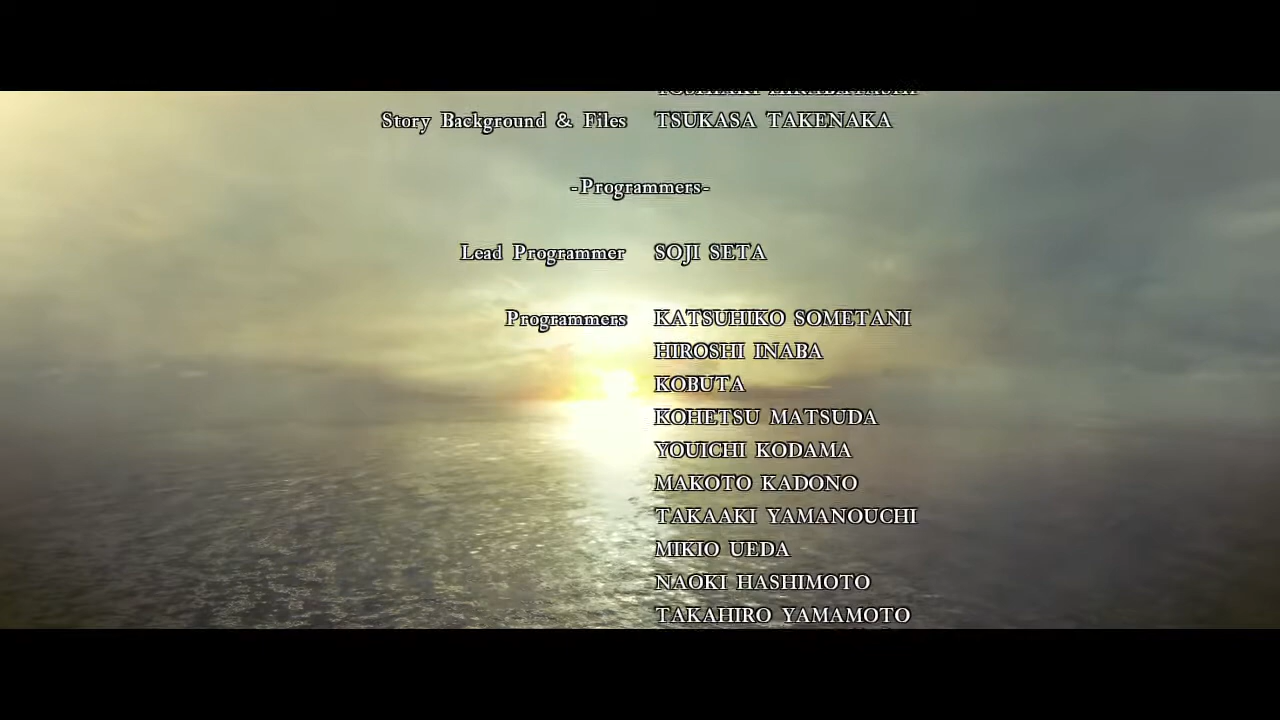 Story Background & Files TSUKASA TAKENAKA
-Programmers-
Lead Programmer SOJI SETA
Programmers KATSUHIKO SOMETANI
HIROSHI INABA
KOBUTA
KOHETSU MATSUDA
YOUICHI KODAMA
MAKOTO KADONO
TAKAAKI YAMANOUCHI
MIKIO UEDA
NAOKI HASHIMOTO
TAKAHIRO YAMAMOTO